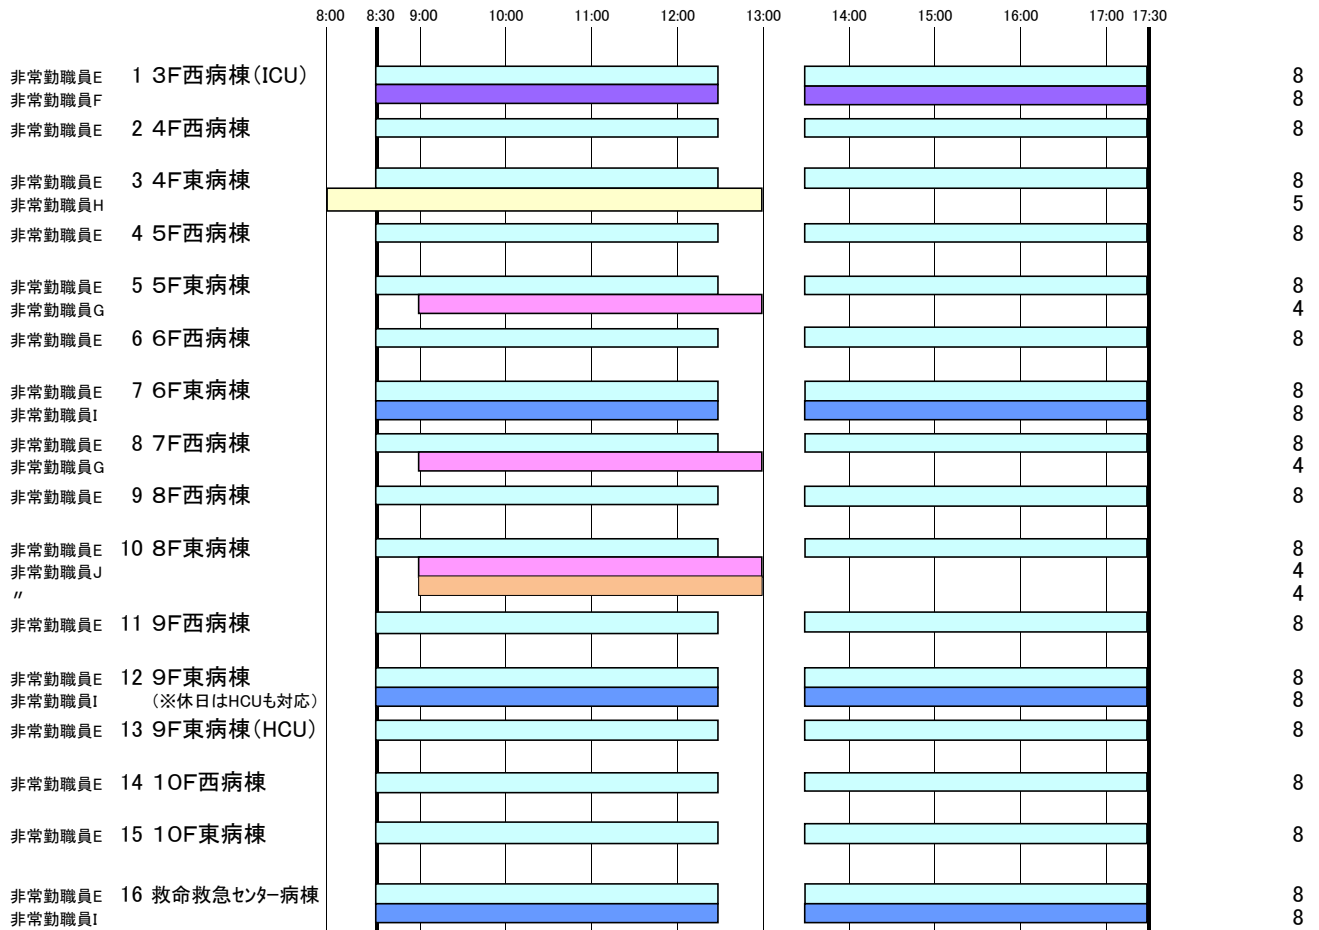 8:00 8:30 9:00 10:00 11:00 12:00 13:00 14:00 15:00 16:00 17:00 17:30
非常勤職員E 1 3F西病棟(ICU) 8
非常勤職員F 8
非常勤職員E 2 4F西病棟 8
非常勤職員E 3 4F東病棟 8
非常勤職員H 5
非常勤職員E 4 5F西病棟 8
非常勤職員E 5 5F東病棟 8
非常勤職員G 4
非常勤職員E 6 6F西病棟 8
非常勤職員E 7 6F東病棟 8
非常勤職員I 8
非常勤職員E 8 7F西病棟 8
非常勤職員G 4
非常勤職員E 9 8F西病棟 8
非常勤職員E 10 8F東病棟 8
非常勤職員J 4
〃 4
非常勤職員E 11 9F西病棟 8
非常勤職員E 12 9F東病棟 8
非常勤職員I (※休日はHCUも対応) 8
非常勤職員E 13 9F東病棟(HCU) 8
非常勤職員E 14 10F西病棟 8
非常勤職員E 15 10F東病棟 8
非常勤職員E 16 救命救急センター病棟 8
非常勤職員I 8